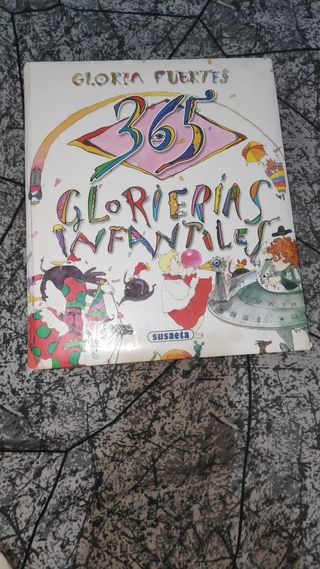 GLORIA FUERTES
365
GLORIERÍAS
INFANTILES
susaeta